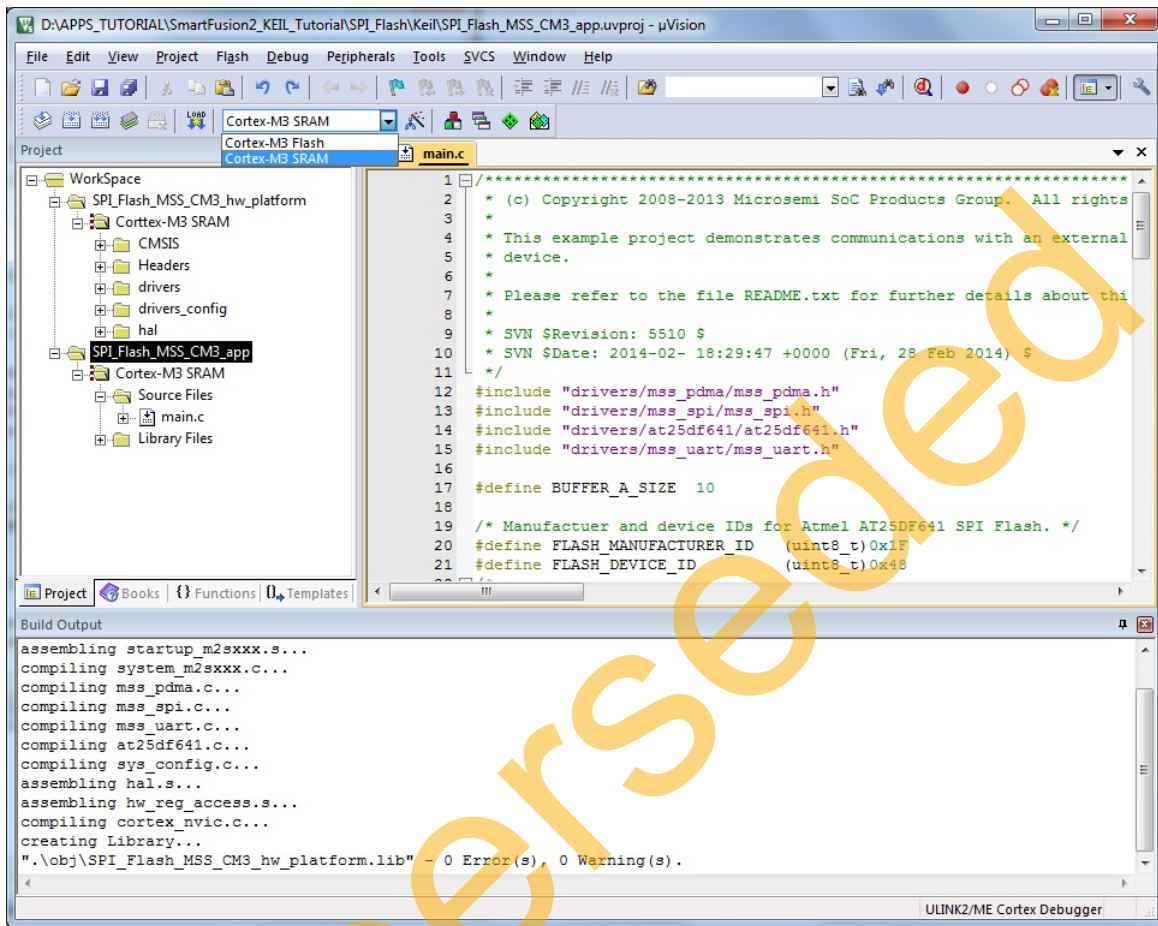 D:\APPS_TUTORIAL\SmartFusion2_KEIL_Tutorial\SPI_Flash\Keil\SPI_Flash_MSS_CM3_app.uvproj - µVision
File Edit View Project Flash Debug Peripherals Tools SVCS Window Help
LOAD
Cortex-M3 SRAM
Cortex-M3 Flash
Cortex-M3 SRAM
Project
WorkSpace
SPI_Flash_MSS_CM3_hw_platform
Corttex-M3 SRAM
CMSIS
Headers
drivers
drivers_config
hal
SPI_Flash_MSS_CM3_app
Cortex-M3 SRAM
Source Files
main.c
Library Files
Project Books {} Functions 0 Templates
main.c
1 /*******************************************************************
2 * (c) Copyright 2008-2013 Microsemi SoC Products Group. All rights
3 *
4 * This example project demonstrates communications with an external
5 * device.
6 *
7 * Please refer to the file README.txt for further details about thi
8 *
9 * SVN $Revision: 5510 $
10 * SVN $Date: 2014-02- 18:29:47 +0000 (Fri, 28 Feb 2014) $
11 */
12 #include "drivers/mss_pdma/mss_pdma.h"
13 #include "drivers/mss_spi/mss_spi.h"
14 #include "drivers/at25df641/at25df641.h"
15 #include "drivers/mss_uart/mss_uart.h"
16
17 #define BUFFER_A_SIZE 10
18
19 /* Manufactuer and device IDs for Atmel AT25DF641 SPI Flash. */
20 #define FLASH_MANUFACTURER_ID (uint8_t)0x1F
21 #define FLASH_DEVICE_ID (uint8_t)0x48
Build Output
assembling startup_m2sxxx.s...
compiling system_m2sxxx.c...
compiling mss_pdma.c...
compiling mss_spi.c...
compiling mss_uart.c...
compiling at25df641.c...
compiling sys_config.c...
assembling hal.s...
assembling hw_reg_access.s...
compiling cortex_nvic.c...
creating Library...
".\obj\SPI_Flash_MSS_CM3_hw_platform.lib" - 0 Error(s), 0 Warning(s).
ULINK2/ME Cortex Debugger
erseded